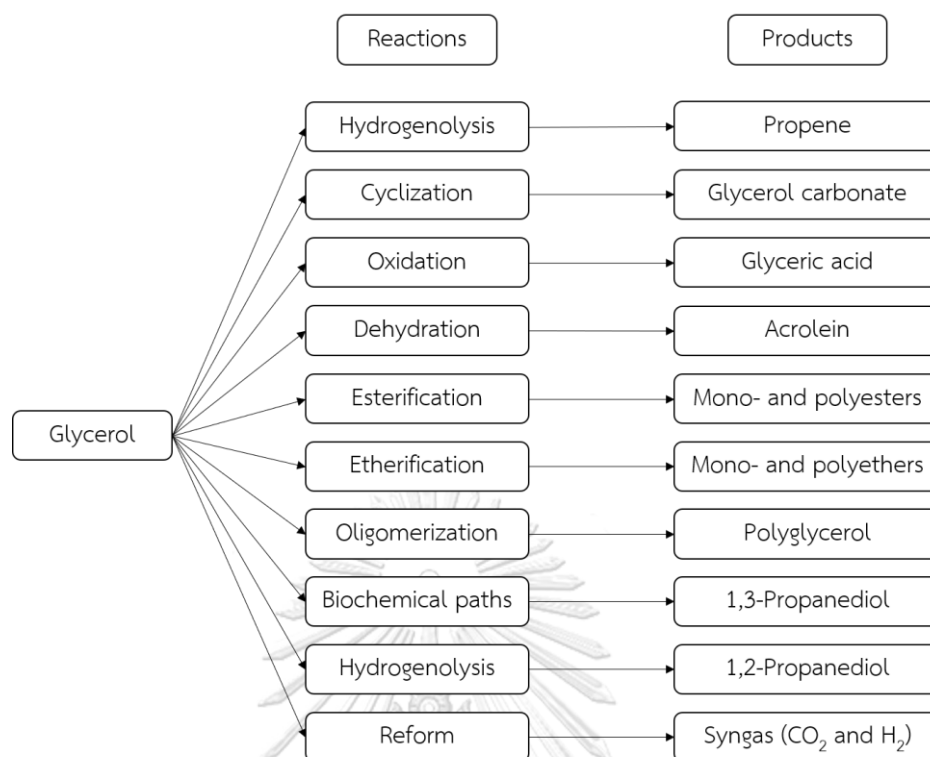 Reactions Products
Hydrogenolysis Propene
Cyclization Glycerol carbonate
Oxidation Glyceric acid
Dehydration Acrolein
Esterification Mono- and polyesters
Glycerol
Etherification Mono- and polyethers
Oligomerization Polyglycerol
Biochemical paths 1,3-Propanediol
Hydrogenolysis 1,2-Propanediol
Reform Syngas (CO₂ and H₂)